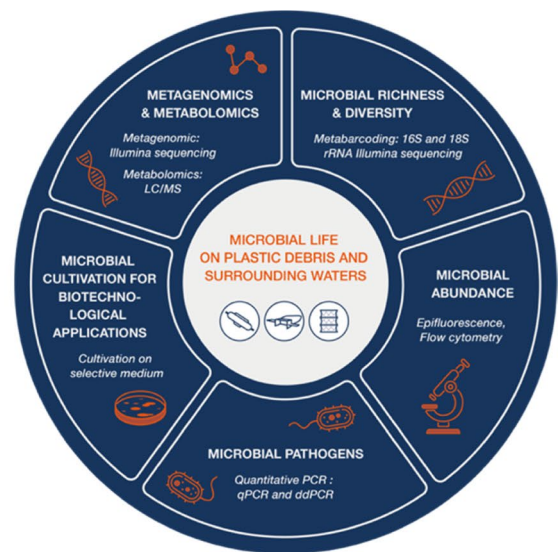 METAGENOMICS
& METABOLOMICS
Metagenomic:
Illumina sequencing
Metabolomics:
LC/MS
MICROBIAL RICHNESS
& DIVERSITY
Metabarcoding: 16S and 18S
rRNA Illumina sequencing
MICROBIAL LIFE
ON PLASTIC DEBRIS AND
SURROUNDING WATERS
MICROBIAL
CULTIVATION FOR
BIOTECHNO-
LOGICAL
APPLICATIONS
Cultivation on
selective medium
MICROBIAL
ABUNDANCE
Epifluorescence,
Flow cytometry
MICROBIAL PATHOGENS
Quantitative PCR :
qPCR and ddPCR